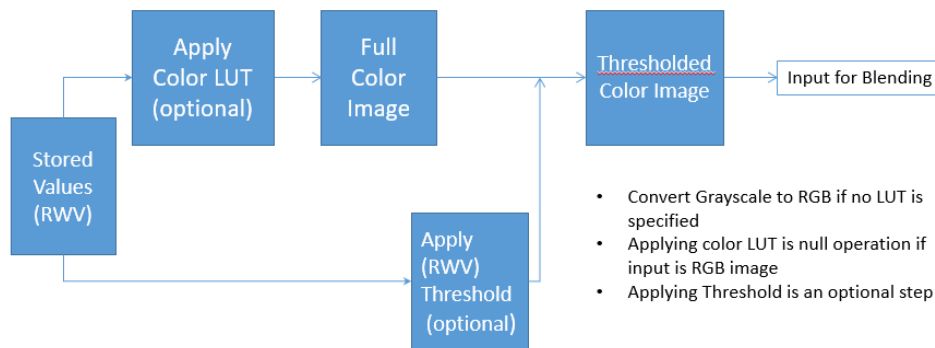 Apply
Color LUT
(optional)
Full
Color
Image
Thresholded
Color Image
Input for Blending
Stored
Values
(RWV)
Apply
(RWV)
Threshold
(optional)
• Convert Grayscale to RGB if no LUT is
specified
• Applying color LUT is null operation if
input is RGB image
• Applying Threshold is an optional step